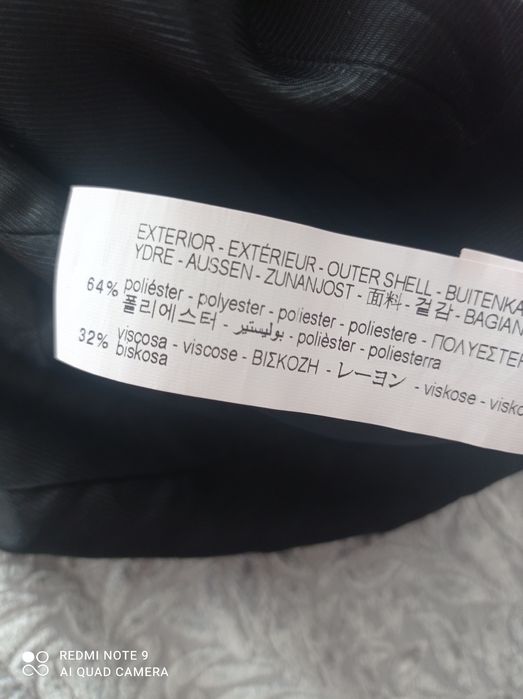 EXTERIOR - EXTÉRIEUR - OUTER SHELL - BUITENKA
YDRE - AUSSEN - ZUNANJOST - 面料 - 겉감 - BAGIAN
64% poliéster - polyester - poliester - poliestere - ΠΟΛΥΕΣΤΕΡ
폴리에스터 - بوليستير - polièster - poliesterra
32% viscosa - viscose - ΒΙΣΚΟΖΗ - レーヨン - viskose - visko
biskosa
REDMI NOTE 9
AI QUAD CAMERA